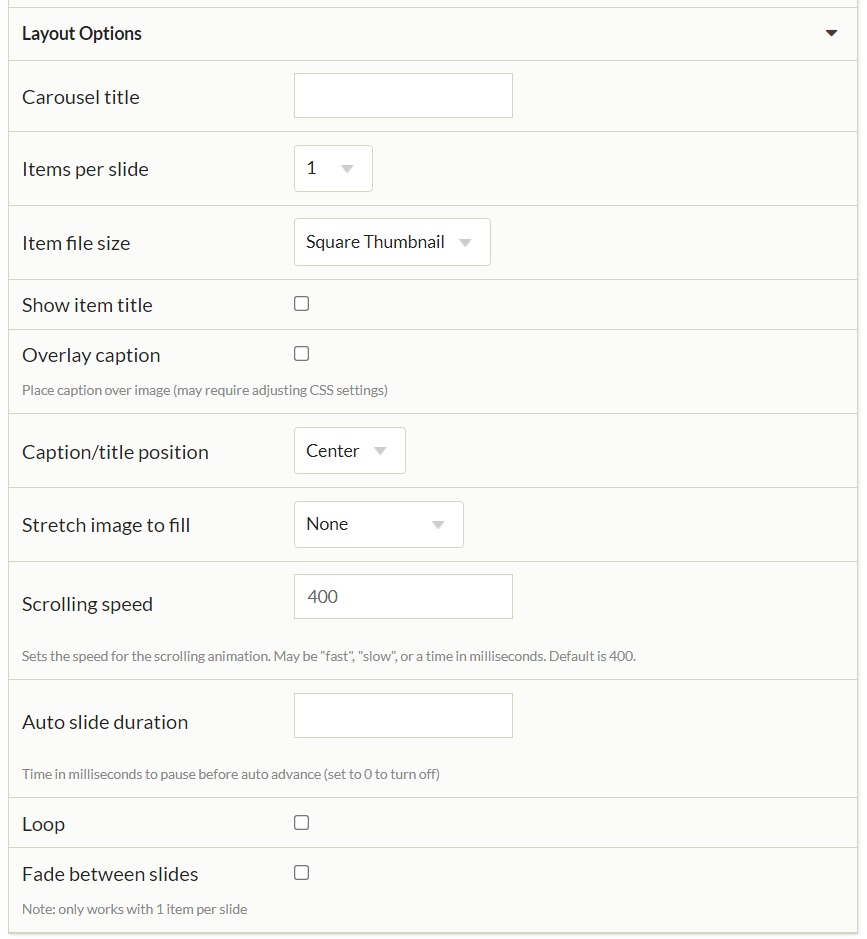 Layout Options
Carousel title
Items per slide 1
Item file size Square Thumbnail
Show item title
Overlay caption
Place caption over image (may require adjusting CSS settings)
Caption/title position Center
Stretch image to fill None
Scrolling speed 400
Sets the speed for the scrolling animation. May be "fast", "slow", or a time in milliseconds. Default is 400.
Auto slide duration
Time in milliseconds to pause before auto advance (set to 0 to turn off)
Loop
Fade between slides
Note: only works with 1 item per slide